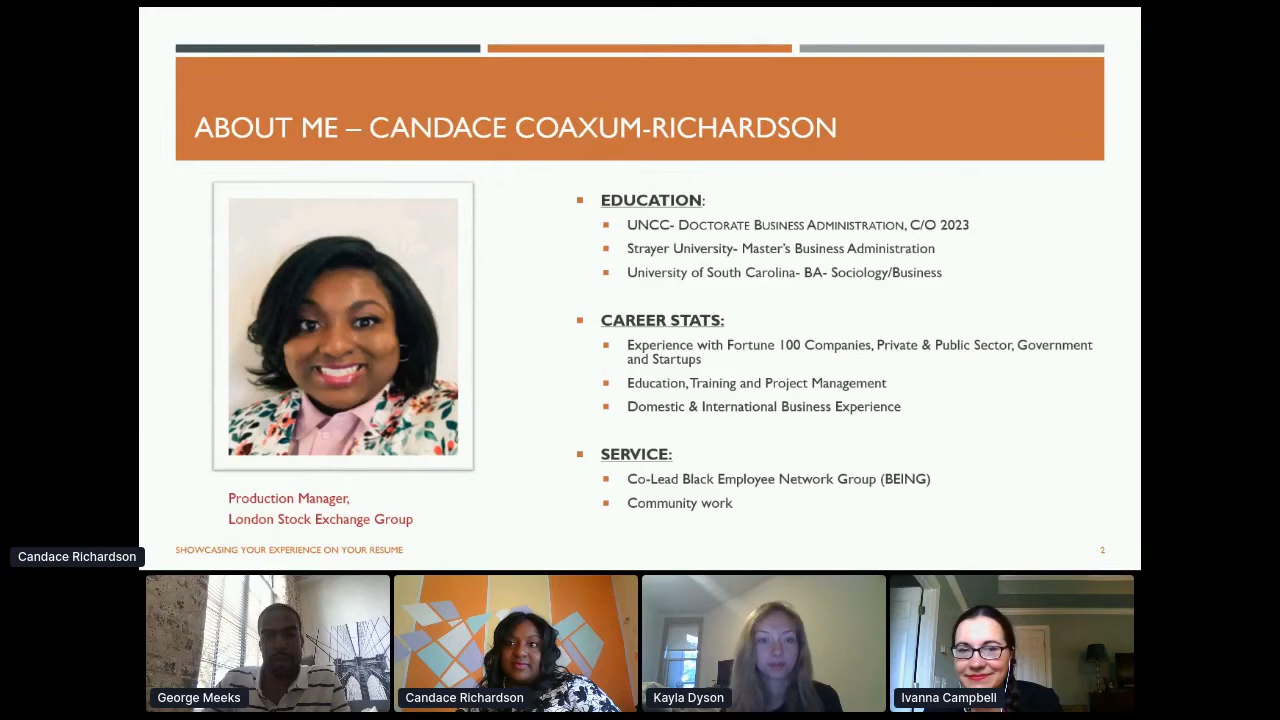 ABOUT ME – CANDACE COAXUM-RICHARDSON
EDUCATION:
UNCC- DOCTORATE BUSINESS ADMINISTRATION, C/O 2023
Strayer University- Master's Business Administration
University of South Carolina- BA- Sociology/Business
CAREER STATS:
Experience with Fortune 100 Companies, Private & Public Sector, Government
and Startups
Education, Training and Project Management
Domestic & International Business Experience
SERVICE:
Co-Lead Black Employee Network Group (BEING)
Community work
Production Manager,
London Stock Exchange Group
SHOWCASING YOUR EXPERIENCE ON YOUR RESUME
2
Candace Richardson
George Meeks
Candace Richardson
Kayla Dyson
Ivanna Campbell